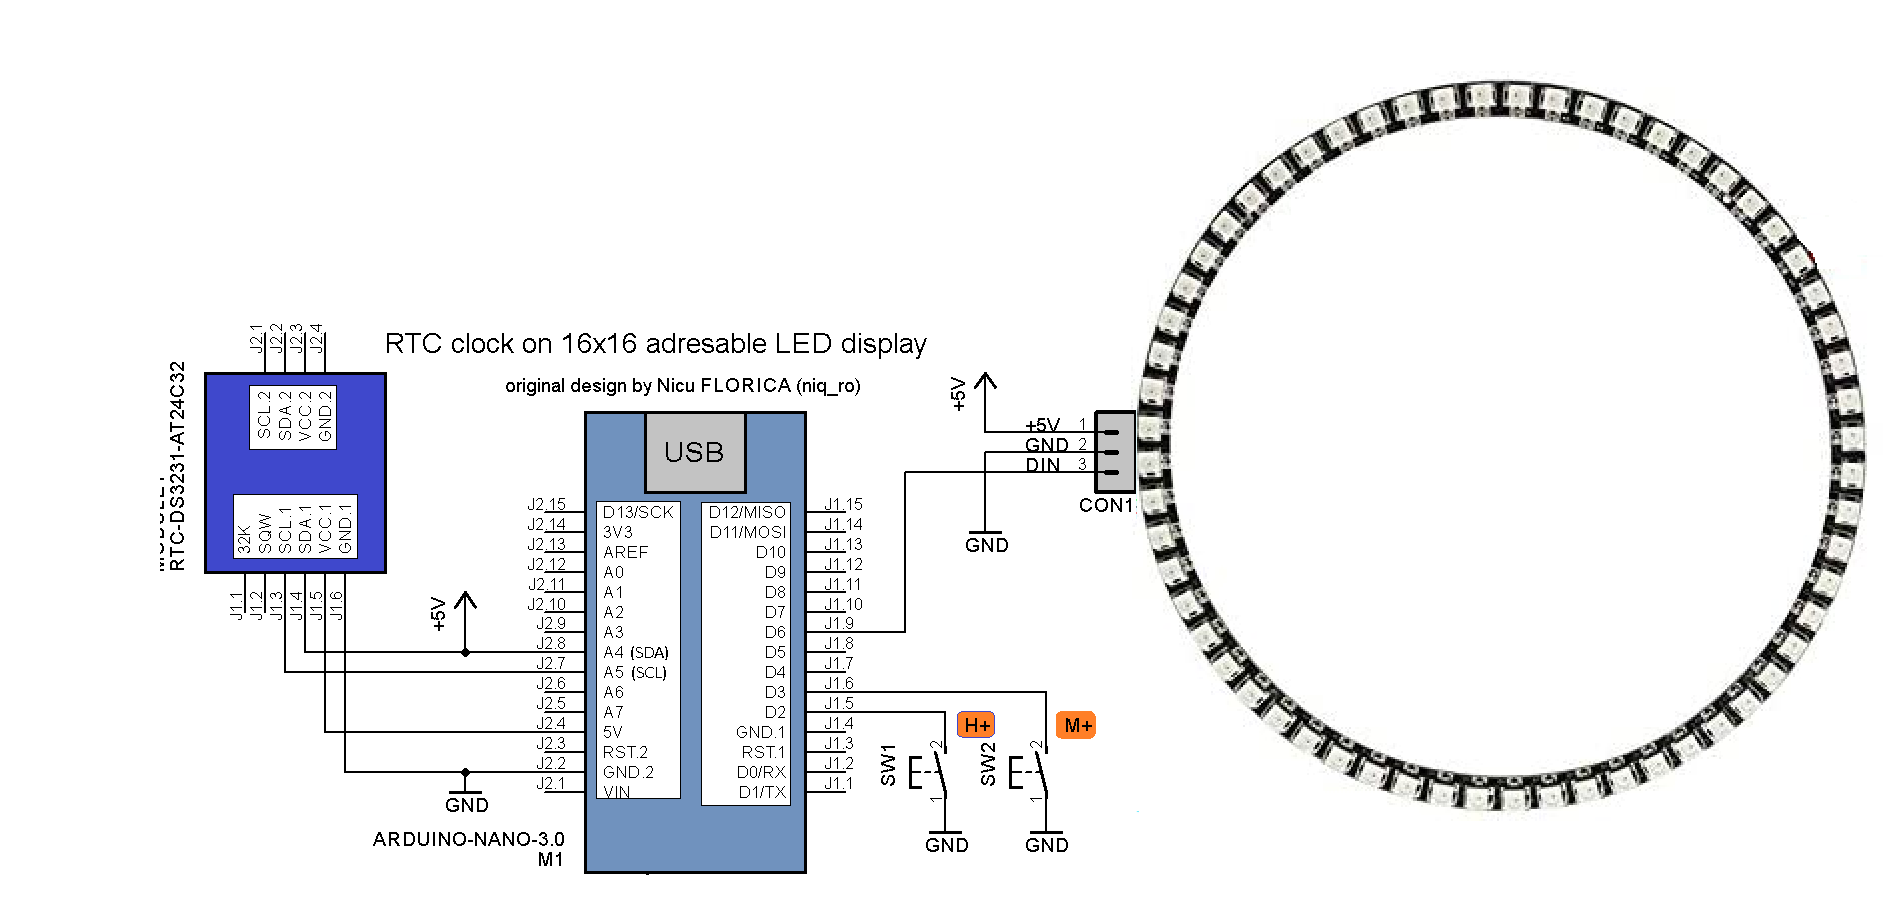 RTC clock on 16x16 adresable LED display
original design by Nicu FLORICA (niq_ro)
J2.1
J2.2
J2.3
J2.4
SCL.2
SDA.2
VCC.2
GND.2
RTC-DS3231-AT24C32
32K
SQW
SCL.1
SDA.1
VCC.1
GND.1
J1.1
J1.2
J1.3
J1.4
J1.5
J1.6
+5V
GND
USB
J2.15
J2.14
J2.13
J2.12
J2.11
J2.10
J2.9
J2.8
J2.7
J2.6
J2.5
J2.4
J2.3
J2.2
J2.1
D13/SCK
3V3
AREF
A0
A1
A2
A3
A4 (SDA)
A5 (SCL)
A6
A7
5V
RST.2
GND.2
VIN
D12/MISO
D11/MOSI
D10
D9
D8
D7
D6
D5
D4
D3
D2
GND.1
RST.1
D0/RX
D1/TX
J1.15
J1.14
J1.13
J1.12
J1.11
J1.10
J1.9
J1.8
J1.7
J1.6
J1.5
J1.4
J1.3
J1.2
J1.1
ARDUINO-NANO-3.0
M1
+5V
+5V 1
GND 2
DIN 3
CON1
GND
H+
M+
SW1
2
1
SW2
2
1
GND
GND